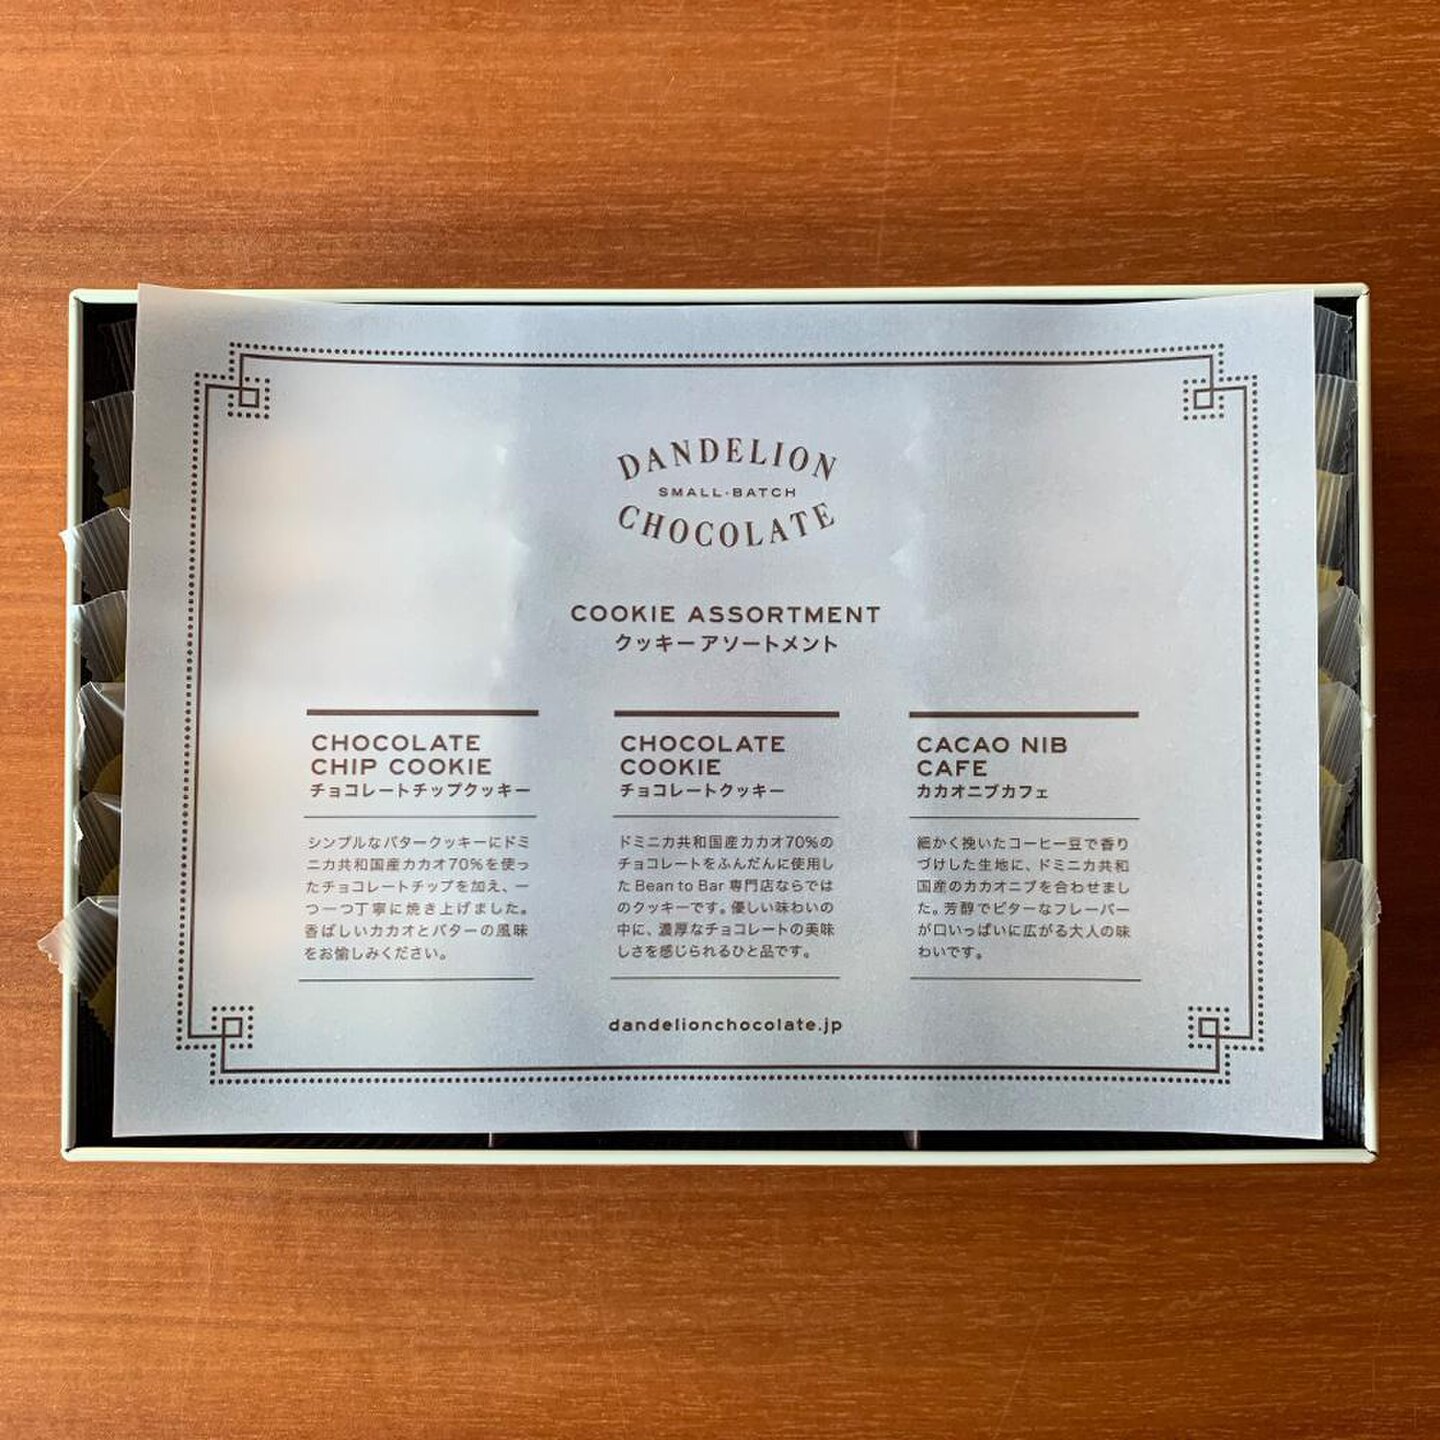 DANDELION
SMALL-BATCH
CHOCOLATE
COOKIE ASSORTMENT
クッキーアソートメント
CHOCOLATE
CHIP COOKIE
チョコレートチップクッキー
シンプルなバタークッキーにドミ
ニカ共和国産カカオ70%を使っ
たチョコレートチップを加え、一
つ一つ丁寧に焼き上げました。
香ばしいカカオとバターの風味
をお愉しみください。
CHOCOLATE
COOKIE
チョコレートクッキー
ドミニカ共和国産カカオ70%の
チョコレートをふんだんに使用し
たBean to Bar専門店ならでは
のクッキーです。優しい味わいの
中に、濃厚なチョコレートの美味
しさを感じられるひと品です。
CACAO NIB
CAFE
カカオニブカフェ
細かく挽いたコーヒー豆で香り
づけした生地に、ドミニカ共和
国産のカカオニブを合わせまし
た。芳醇でビターなフレーバー
が口いっぱいに広がる大人の味
わいです。
dandelionchocolate.jp